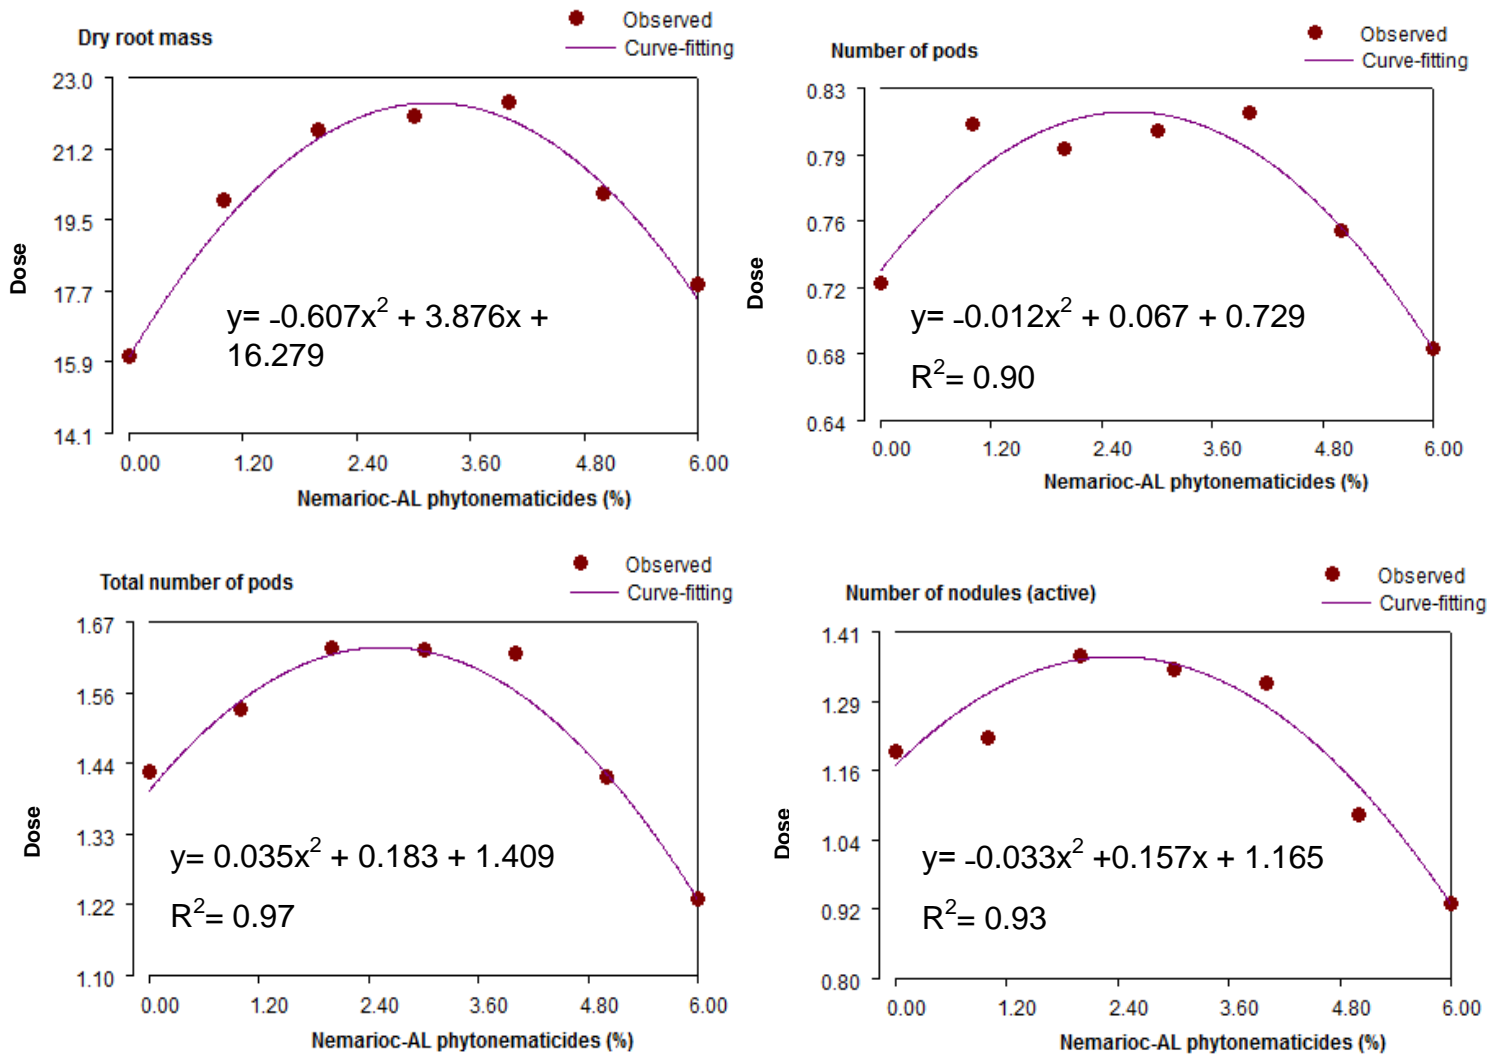 Dry root mass
Observed
Curve-fitting
23.0
21.2
19.5
17.7
15.9
14.1
Dose
y= -0.607x² + 3.876x +
16.279
0.00 1.20 2.40 3.60 4.80 6.00
Nemarioc-AL phytonematicides (%)
Number of pods
Observed
Curve-fitting
0.83
0.79
0.76
0.72
0.68
0.64
Dose
y= -0.012x² + 0.067 + 0.729
R²= 0.90
0.00 1.20 2.40 3.60 4.80 6.00
Nemarioc-AL phytonematicides (%)
Total number of pods
Observed
Curve-fitting
1.67
1.56
1.44
1.33
1.22
1.10
Dose
y= 0.035x² + 0.183 + 1.409
R²= 0.97
0.00 1.20 2.40 3.60 4.80 6.00
Nemarioc-AL phytonematicides (%)
Number of nodules (active)
Observed
Curve-fitting
1.41
1.29
1.16
1.04
0.92
0.80
Dose
y= -0.033x² +0.157x + 1.165
R²= 0.93
0.00 1.20 2.40 3.60 4.80 6.00
Nemarioc-AL phytonematicides (%)